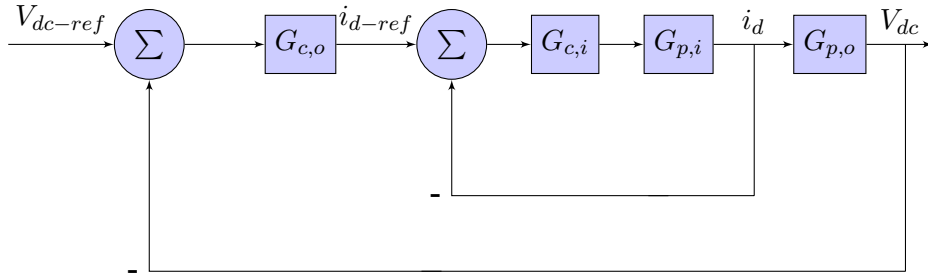 V_{dc-ref}
∑
G_{c,o}
i_{d-ref}
∑
G_{c,i}
G_{p,i}
i_d
G_{p,o}
V_{dc}
-
-